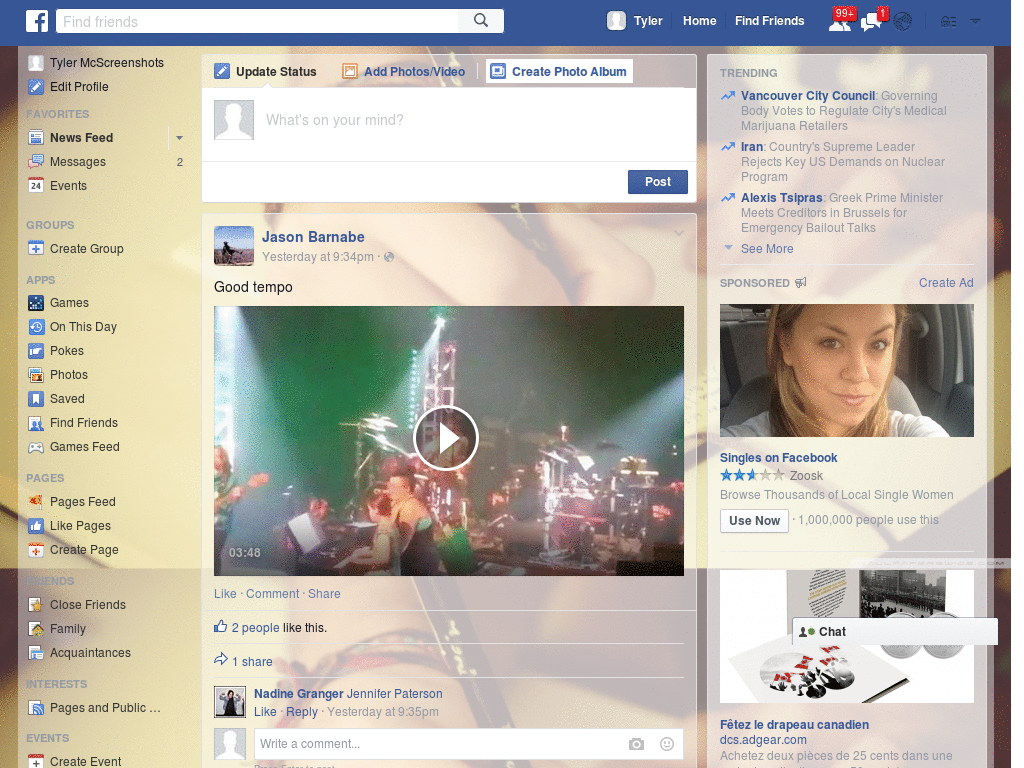 Find friends
Tyler
Home
Find Friends
99+
1
Tyler McScreenshots
Edit Profile
FAVORITES
News Feed
Messages
2
24
Events
GROUPS
Create Group
APPS
Games
On This Day
Pokes
Photos
Saved
Find Friends
Games Feed
PAGES
Pages Feed
Like Pages
Create Page
FRIENDS
Close Friends
Family
Acquaintances
INTERESTS
Pages and Public ...
EVENTS
Create Event
Update Status
Add Photos/Video
Create Photo Album
What's on your mind?
Post
Jason Barnabe
Yesterday at 9:34pm ·
Good tempo
03:48
Like · Comment · Share
2 people like this.
1 share
Nadine Granger Jennifer Paterson
Like · Reply · Yesterday at 9:35pm
Write a comment...
TRENDING
Vancouver City Council: Governing
Body Votes to Regulate City's Medical
Marijuana Retailers
Iran: Country's Supreme Leader
Rejects Key US Demands on Nuclear
Program
Alexis Tsipras: Greek Prime Minister
Meets Creditors in Brussels for
Emergency Bailout Talks
See More
SPONSORED
Create Ad
Singles on Facebook
Zoosk
Browse Thousands of Local Single Women
Use Now · 1,000,000 people use this
Chat
Fêtez le drapeau canadien
dcs.adgear.com
Achetez deux pièces de 25 cents dans une